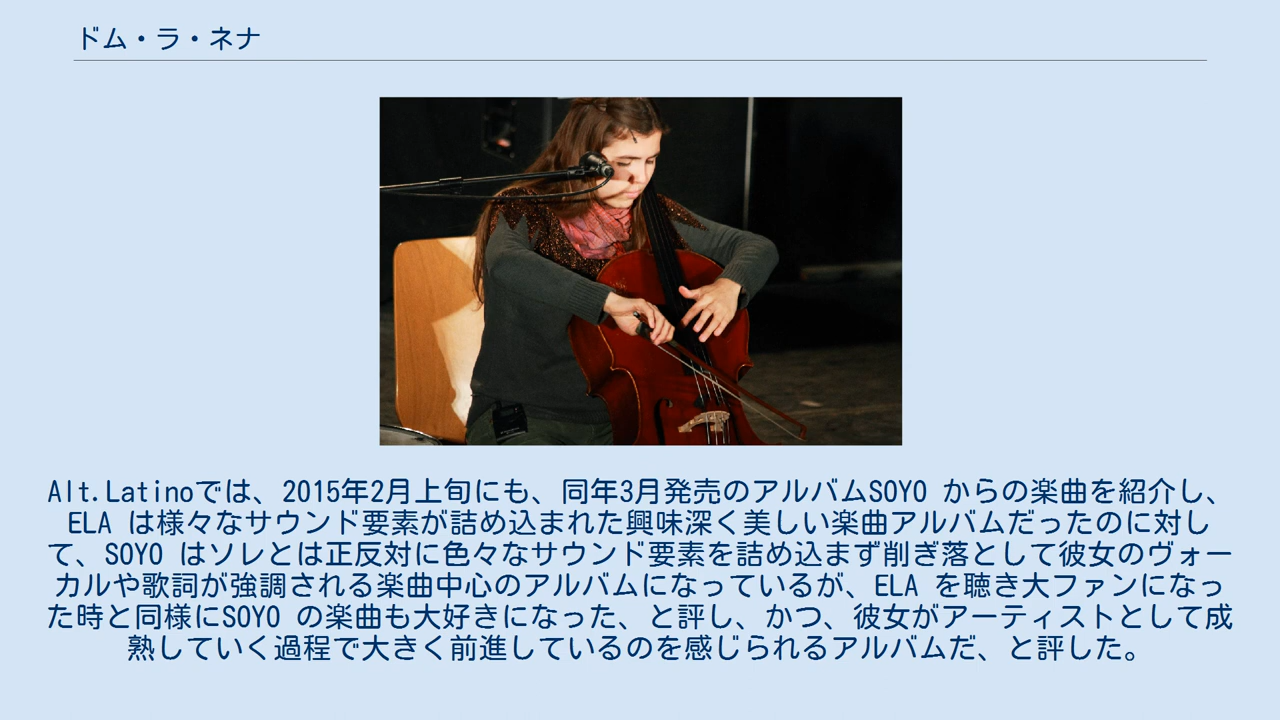 ドム・ラ・ネナ
Alt.Latinoでは、2015年2月上旬にも、同年3月発売のアルバムSOYO からの楽曲を紹介し、
ELA は様々なサウンド要素が詰め込まれた興味深く美しい楽曲アルバムだったのに対し
て、SOYO はソレとは正反対に色々なサウンド要素を詰め込まず削ぎ落として彼女のヴォー
カルや歌詞が強調される楽曲中心のアルバムになっているが、ELA を聴き大ファンになっ
た時と同様にSOYO の楽曲も大好きになった、と評し、かつ、彼女がアーティストとして成
熟していく過程で大きく前進しているのを感じられるアルバムだ、と評した。